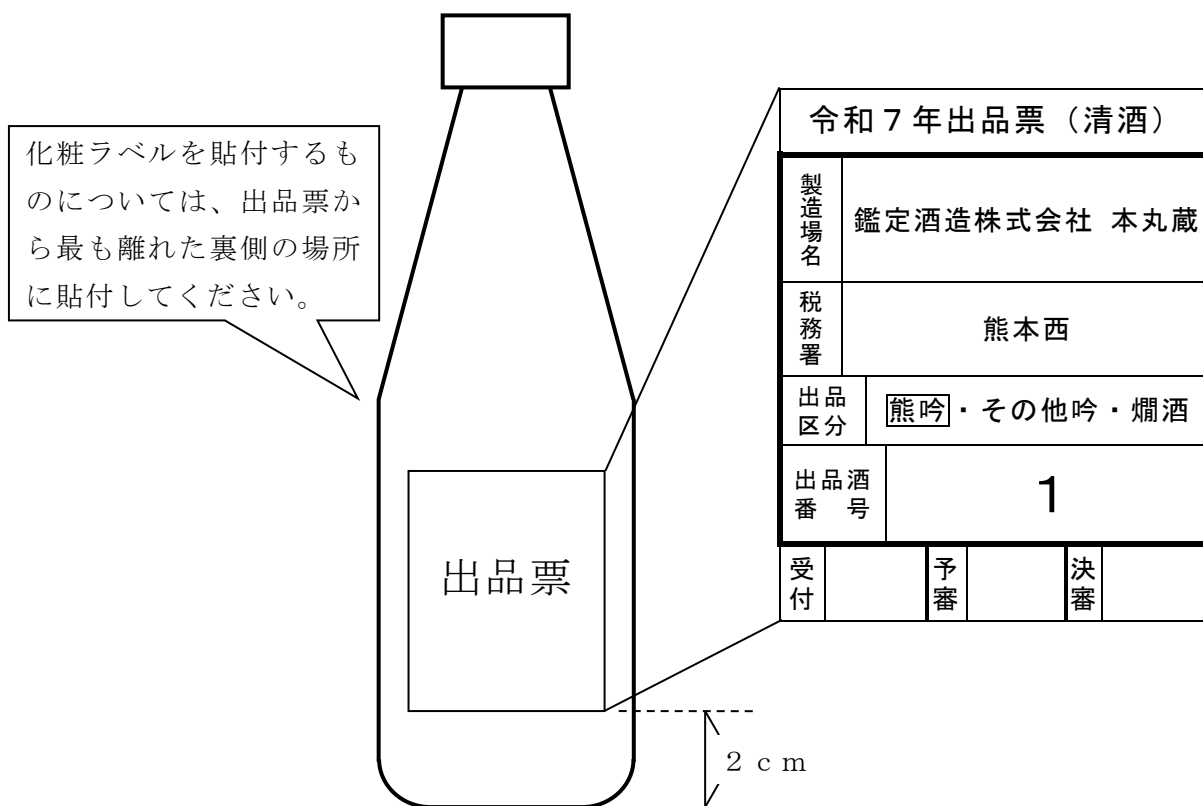 化粧ラベルを貼付するも
のについては、出品票か
ら最も離れた裏側の場所
に貼付してください。
出品票
2cm
令和7年出品票(清酒)
製造場名
鑑定酒造株式会社 本丸蔵
税務署
熊本西
出品
区分
熊吟・その他吟・燗酒
出品酒
番 号
1
受付
予審
決審